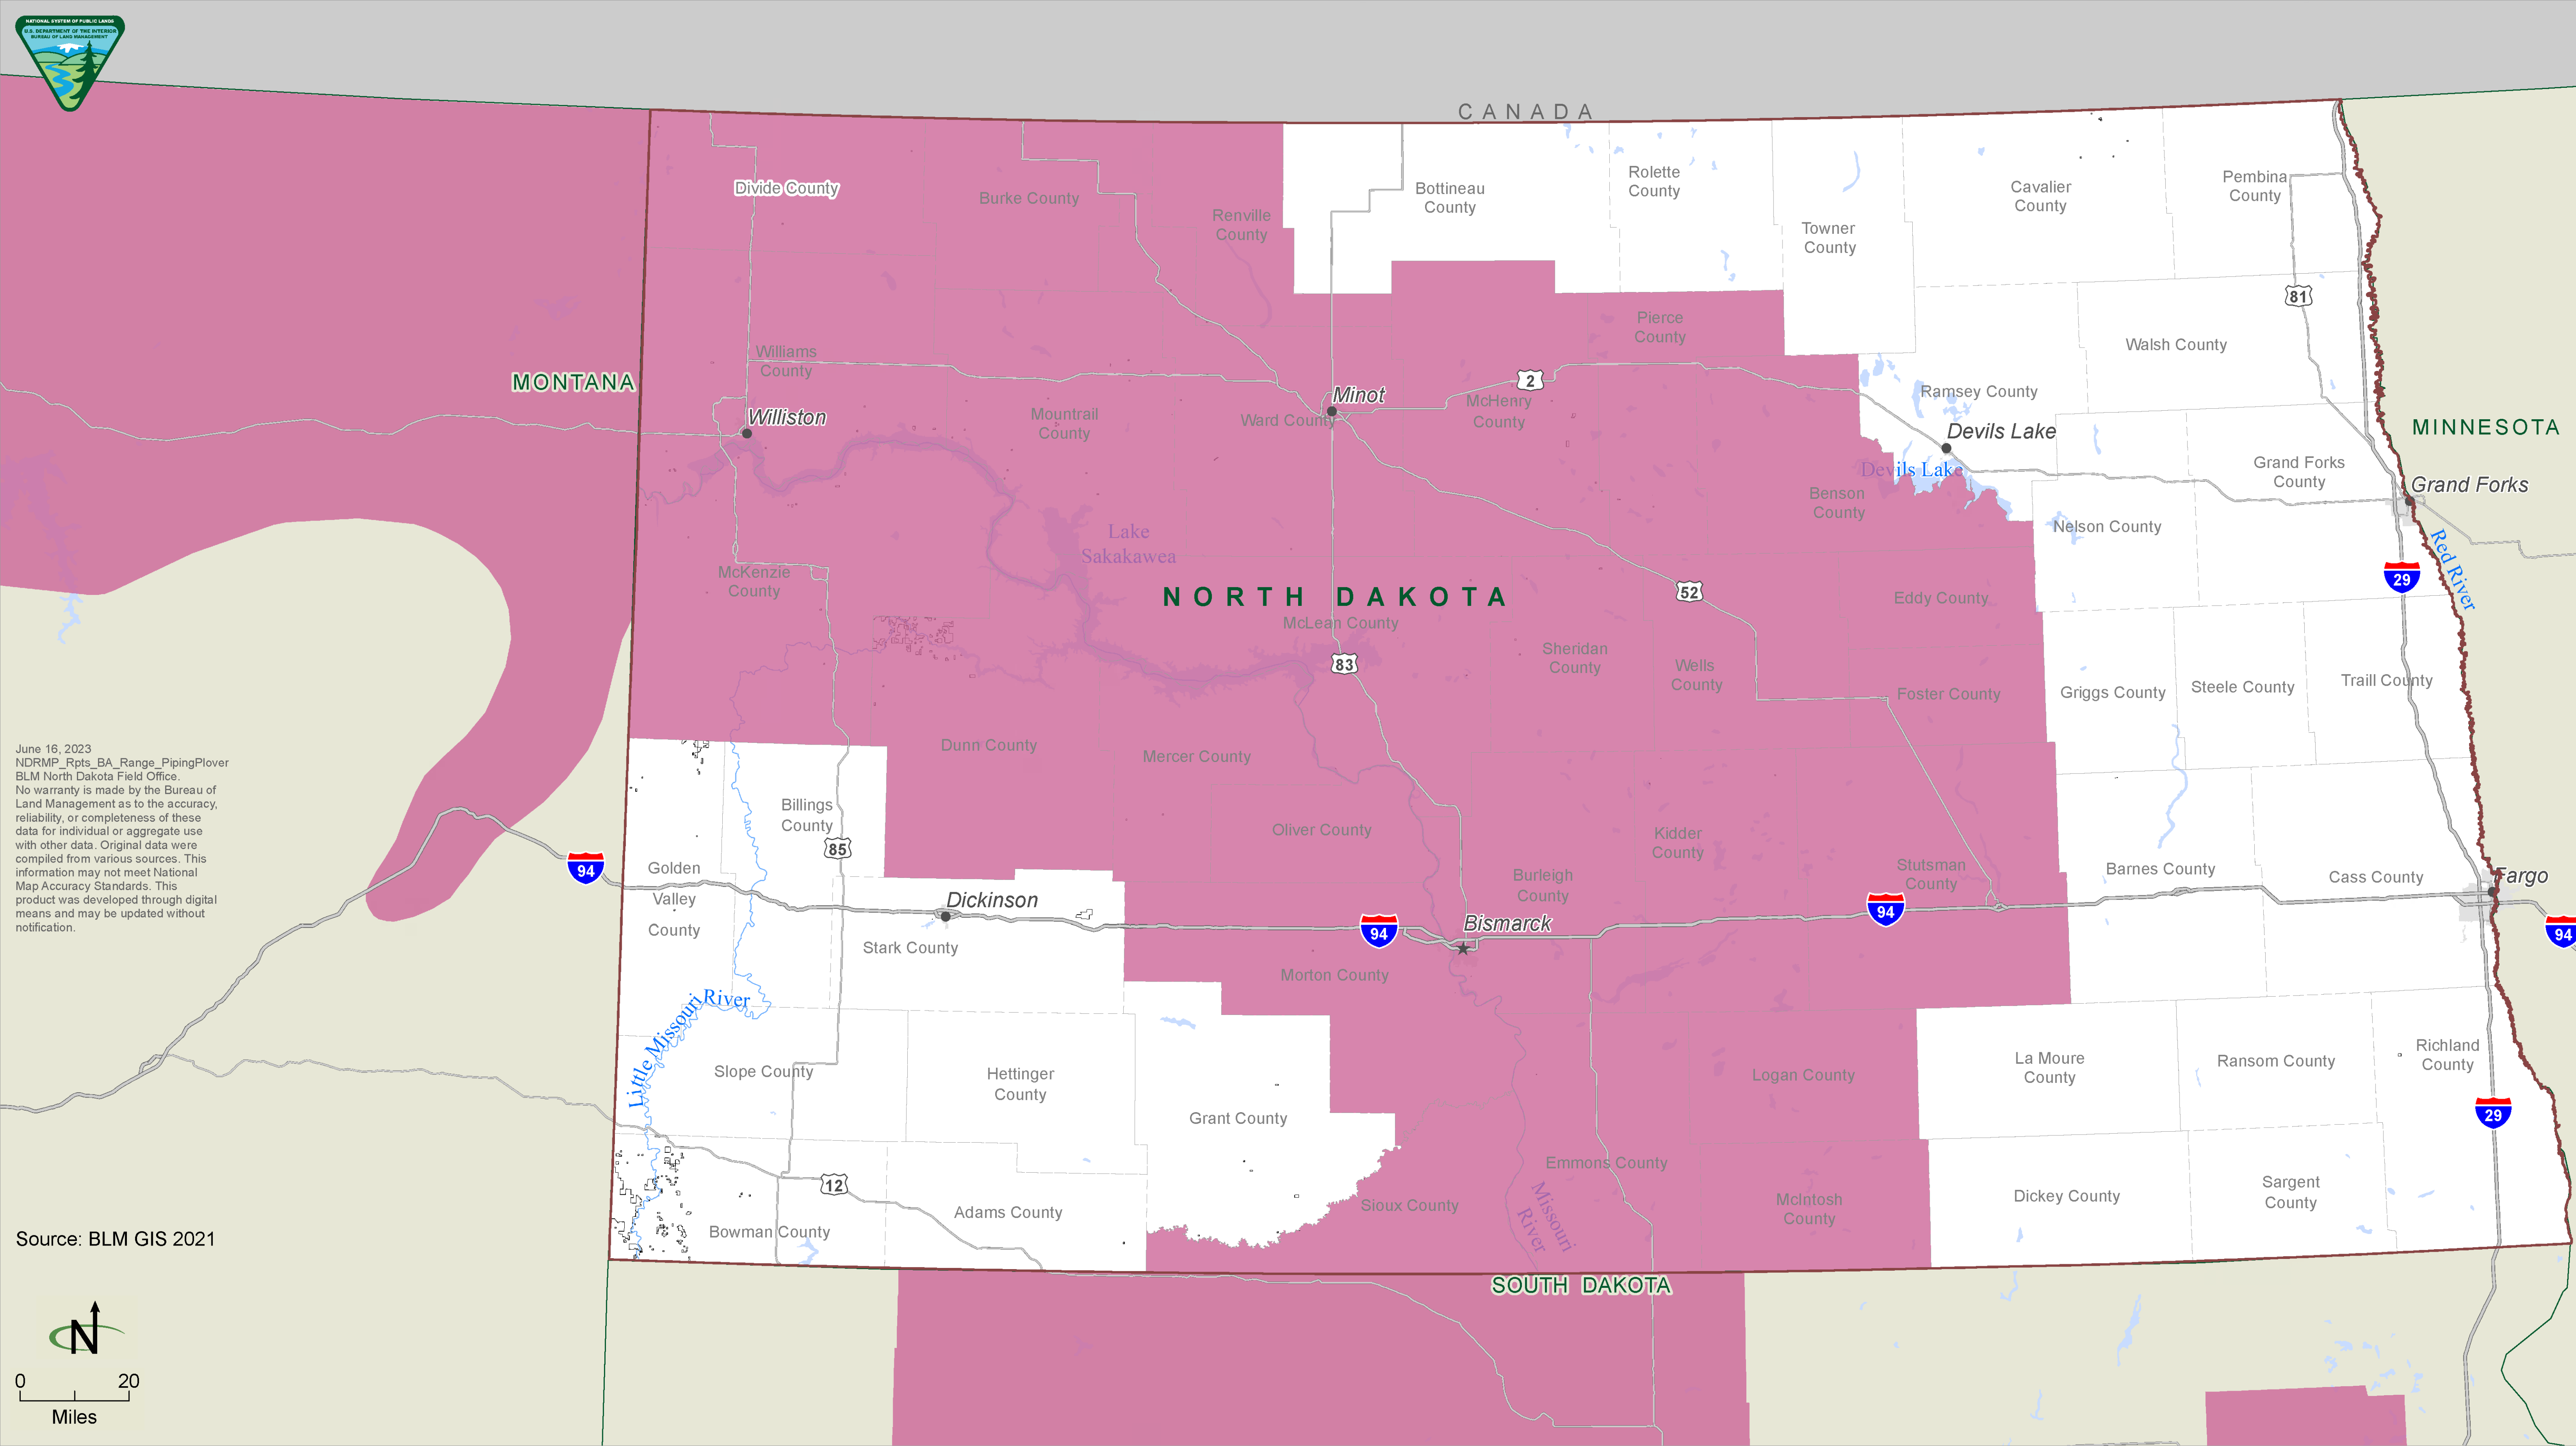 NATIONAL SYSTEM OF PUBLIC LANDS
U.S. DEPARTMENT OF THE INTERIOR
BUREAU OF LAND MANAGEMENT
CANADA
Divide County
Burke County
Renville
County
Bottineau
County
Rolette
County
Towner
County
Cavalier
County
Pembina
County
81
Pierce
County
Williams
County
MONTANA
Williston
Mountrail
County
Ward County
Minot
2
McHenry
County
Ramsey County
Walsh County
Devils Lake
Devils Lake
Benson
County
Grand Forks
County
Grand Forks
MINNESOTA
Nelson County
Red River
29
Lake
Sakakawea
McKenzie
County
NORTH DAKOTA
McLean County
52
Eddy County
83
Sheridan
County
Wells
County
Foster County
Griggs County
Steele County
Traill County
June 16, 2023
NDRMP_Rpts_BA_Range_PipingPlover
BLM North Dakota Field Office.
No warranty is made by the Bureau of
Land Management as to the accuracy,
reliability, or completeness of these
data for individual or aggregate use
with other data. Original data were
compiled from various sources. This
information may not meet National
Map Accuracy Standards. This
product was developed through digital
means and may be updated without
notification.
Dunn County
Mercer County
Billings
County
85
Oliver County
Kidder
County
94
Golden
Valley
County
Burleigh
County
Stutsman
County
Barnes County
Cass County
Fargo
Dickinson
94
Bismarck
94
94
Stark County
Morton County
Little Missouri River
Slope County
Hettinger
County
Grant County
Logan County
La Moure
County
Ransom County
Richland
County
29
Emmons County
12
Bowman County
Adams County
Sioux County
Missouri
River
McIntosh
County
Dickey County
Sargent
County
Source: BLM GIS 2021
SOUTH DAKOTA
N
0 20
Miles